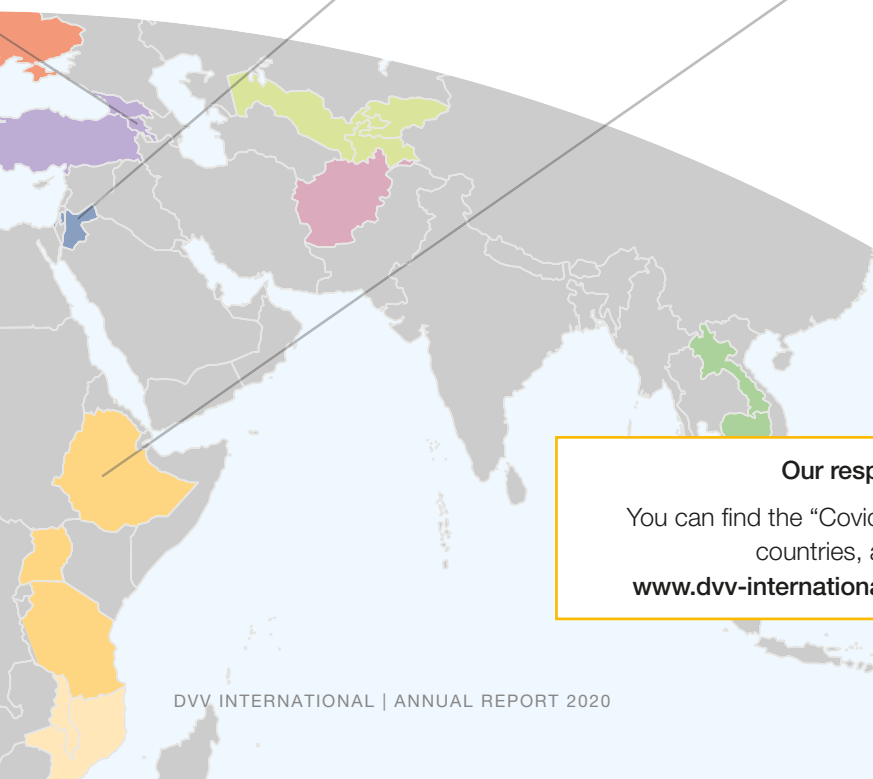 Our resp
You can find the “Covid
countries, a
www.dvv-internationa
DVV INTERNATIONAL | ANNUAL REPORT 2020